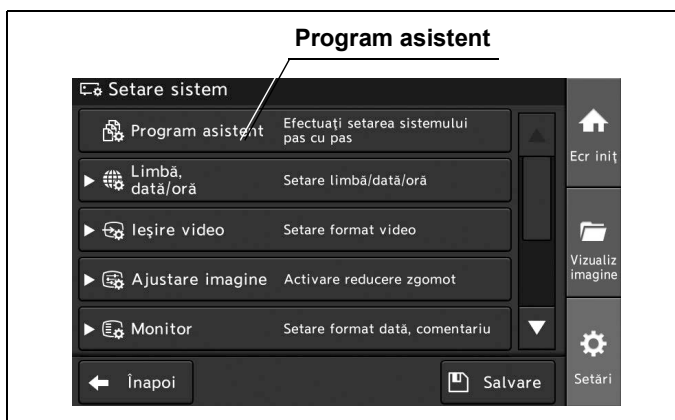 Program asistent
Setare sistem
Program asistent
Efectuați setarea sistemului
pas cu pas
Limbă,
dată/oră
Setare limbă/dată/oră
Ieșire video
Setare format video
Ajustare imagine
Activare reducere zgomot
Monitor
Setare format dată, comentariu
Înapoi
Salvare
Ecr iniț
Vizualiz
imagine
Setări